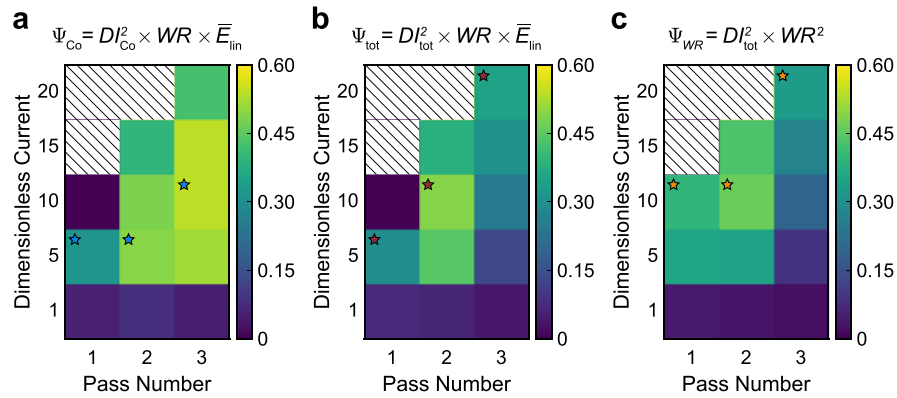 a
Ψ_Co = DI²_Co × WR × E̅_lin
Dimensionless Current
20
15
10
5
1
1 2 3
Pass Number
0.60
0.45
0.30
0.15
0
b
Ψ_tot = DI²_tot × WR × E̅_lin
Dimensionless Current
20
15
10
5
1
1 2 3
Pass Number
0.60
0.45
0.30
0.15
0
c
Ψ_WR = DI²_tot × WR²
Dimensionless Current
20
15
10
5
1
1 2 3
Pass Number
0.60
0.45
0.30
0.15
0